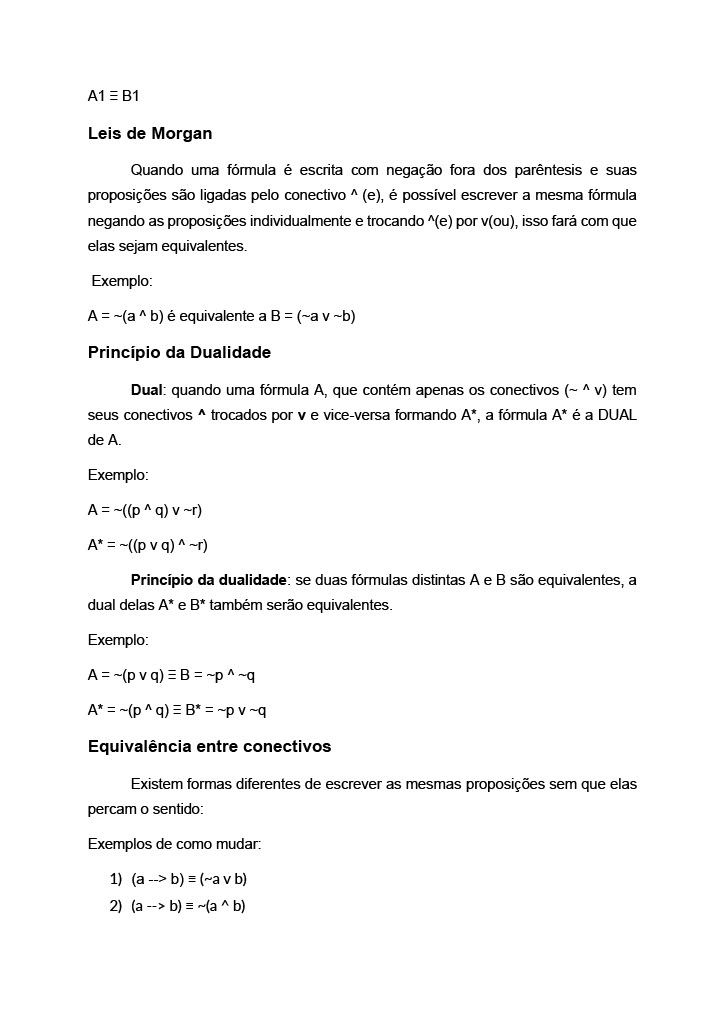 A1 ≡ B1
Leis de Morgan
Quando uma fórmula é escrita com negação fora dos parêntesis e suas
proposições são ligadas pelo conectivo ^ (e), é possível escrever a mesma fórmula
negando as proposições individualmente e trocando ^(e) por v(ou), isso fará com que
elas sejam equivalentes.
Exemplo:
A = ~(a ^ b) é equivalente a B = (~a v ~b)
Princípio da Dualidade
Dual: quando uma fórmula A, que contém apenas os conectivos (~ ^ v) tem
seus conectivos ^ trocados por v e vice-versa formando A*, a fórmula A* é a DUAL
de A.
Exemplo:
A = ~((p ^ q) v ~r)
A* = ~((p v q) ^ ~r)
Princípio da dualidade: se duas fórmulas distintas A e B são equivalentes, a
dual delas A* e B* também serão equivalentes.
Exemplo:
A = ~(p v q) ≡ B = ~p ^ ~q
A* = ~(p ^ q) ≡ B* = ~p v ~q
Equivalência entre conectivos
Existem formas diferentes de escrever as mesmas proposições sem que elas
percam o sentido:
Exemplos de como mudar:
1) (a --> b) ≡ (~a v b)
2) (a --> b) ≡ ~(a ^ b)